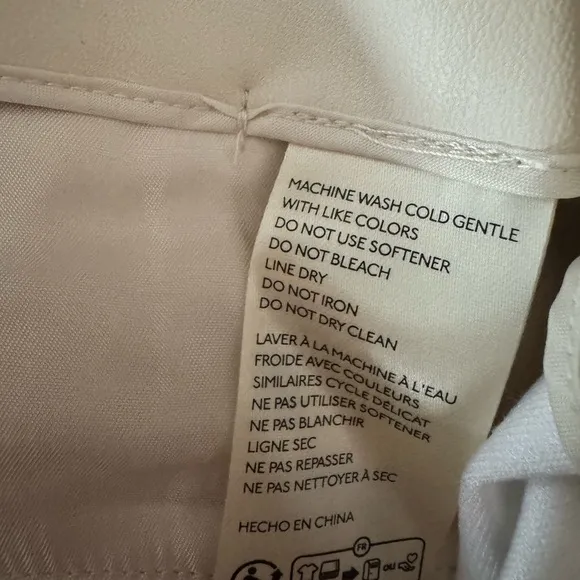 MACHINE WASH COLD GENTLE
WITH LIKE COLORS
DO NOT USE SOFTENER
DO NOT BLEACH
LINE DRY
DO NOT IRON
DO NOT DRY CLEAN
LAVER À LA MACHINE À L'EAU
FROIDE AVEC COULEURS
SIMILAIRES CYCLE DÉLICAT
NE PAS UTILISER SOFTENER
NE PAS BLANCHIR
LIGNE SEC
NE PAS REPASSER
NE PAS NETTOYER À SEC
HECHO EN CHINA
FR
OU